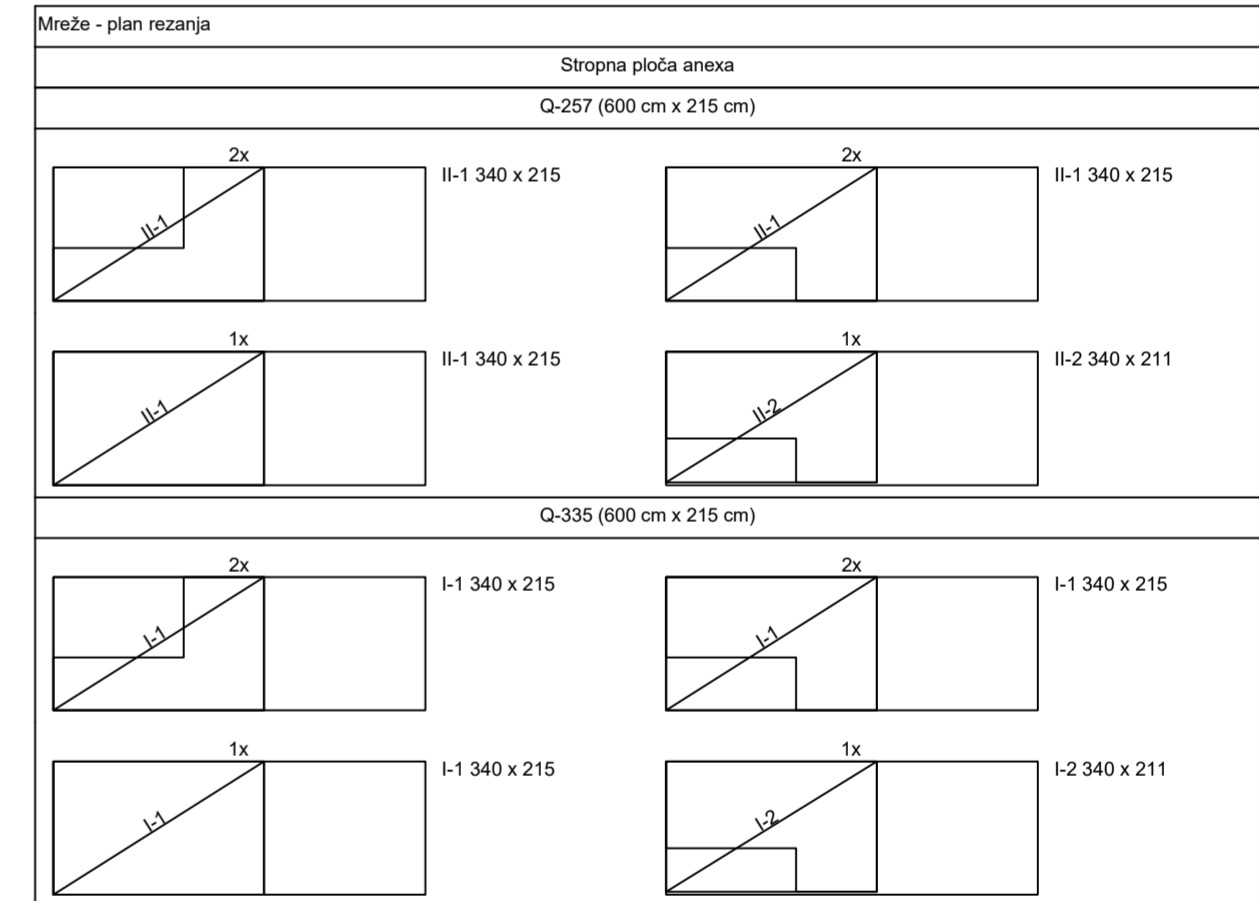 Mreže - plan rezanja
Stropna ploča anexa
Q-257 (600 cm x 215 cm)
2x
II-1 340 x 215
II-1
2x
II-1 340 x 215
II-1
1x
II-1 340 x 215
II-1
1x
II-2 340 x 211
II-2
Q-335 (600 cm x 215 cm)
2x
I-1 340 x 215
I-1
2x
I-1 340 x 215
I-1
1x
I-1 340 x 215
I-1
1x
I-2 340 x 211
I-2